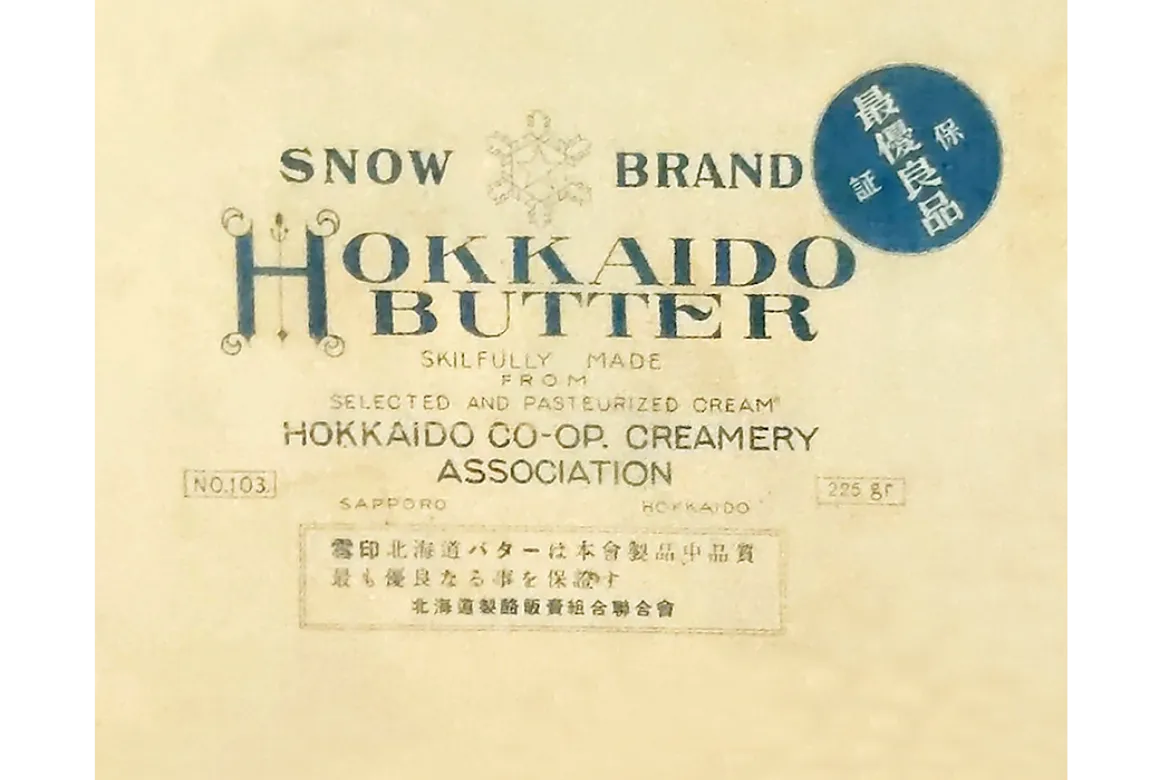 SNOW BRAND
最優良品
保証
HOKKAIDO
BUTTER
SKILFULLY MADE
FROM
SELECTED AND PASTEURIZED CREAM
HOKKAIDO CO-OP. CREAMERY
ASSOCIATION
NO.103.
225 gr
SAPPORO HOKKAIDO
雪印北海道バターは本會製品中品質
最も優良なる事を保證す
北海道製酪販賣組合聯合會